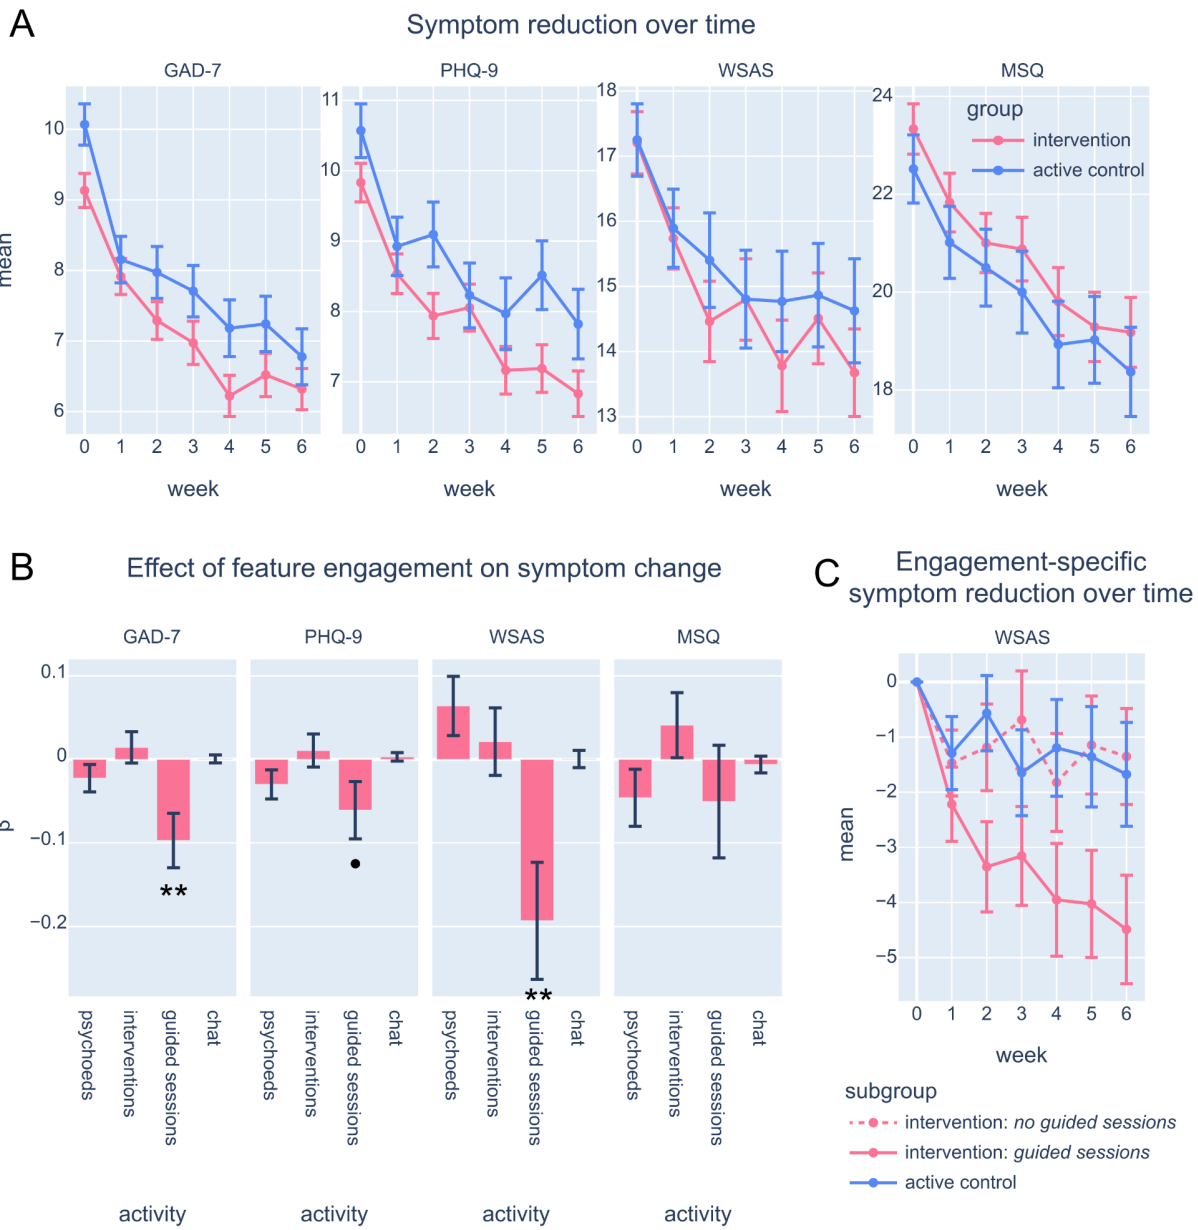 A
Symptom reduction over time
GAD-7
PHQ-9
WSAS
MSQ
mean
10
9
8
7
6
11
10
9
8
7
18
17
16
15
14
13
24
22
20
18
group
intervention
active control
0 1 2 3 4 5 6
0 1 2 3 4 5 6
0 1 2 3 4 5 6
0 1 2 3 4 5 6
week
week
week
week
B
Effect of feature engagement on symptom change
GAD-7
PHQ-9
WSAS
MSQ
0.1
0
−0.1
−0.2
**
•
**
psychoeds
interventions
guided sessions
chat
psychoeds
interventions
guided sessions
chat
psychoeds
interventions
guided sessions
chat
psychoeds
interventions
guided sessions
chat
activity
activity
activity
activity
C
Engagement-specific
symptom reduction over time
WSAS
mean
0
−1
−2
−3
−4
−5
0 1 2 3 4 5 6
week
subgroup
intervention: no guided sessions
intervention: guided sessions
active control